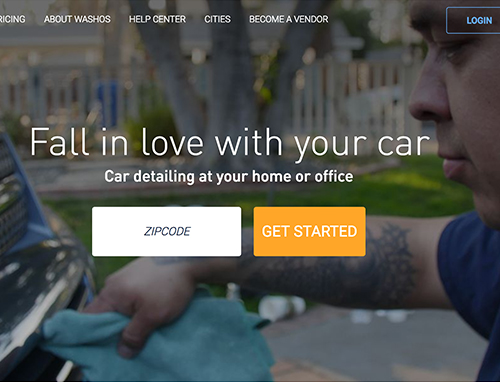 RICING ABOUT WASHOS HELP CENTER CITIES BECOME A VENDOR LOGIN
Fall in love with your car
Car detailing at your home or office
ZIPCODE GET STARTED